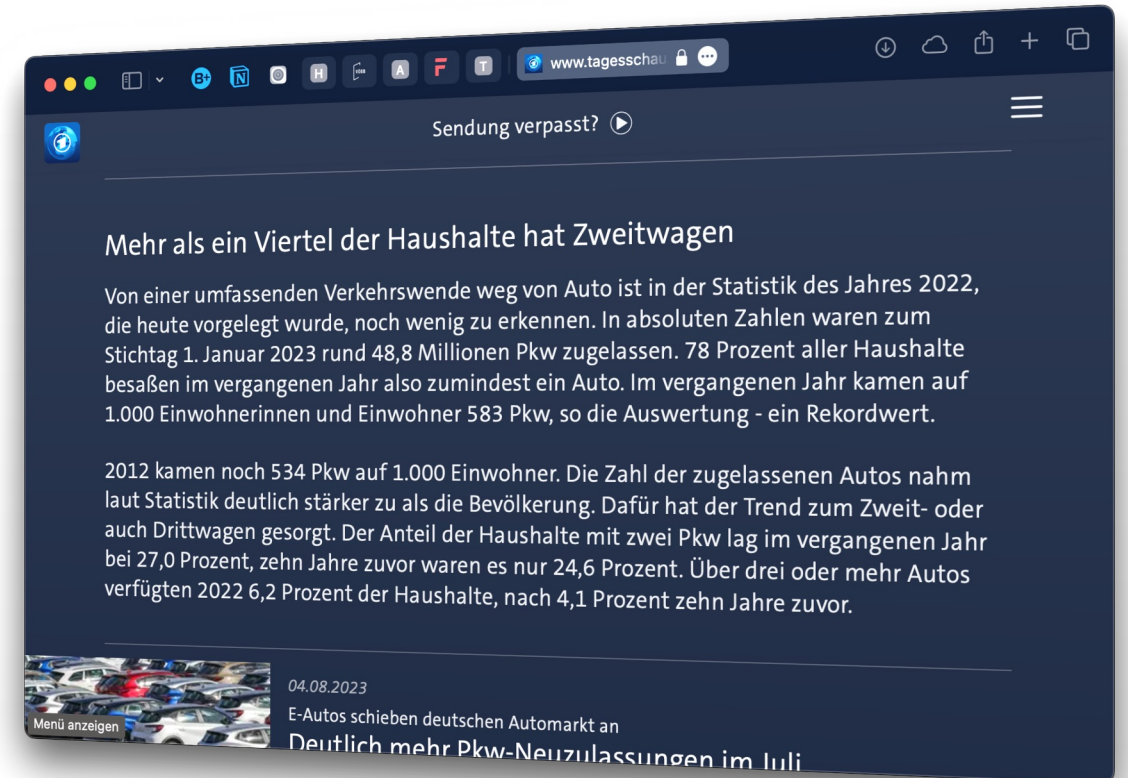 B+
N
H
A
F
T
www.tagesschau
Sendung verpasst?
Mehr als ein Viertel der Haushalte hat Zweitwagen
Von einer umfassenden Verkehrswende weg von Auto ist in der Statistik des Jahres 2022,
die heute vorgelegt wurde, noch wenig zu erkennen. In absoluten Zahlen waren zum
Stichtag 1. Januar 2023 rund 48,8 Millionen Pkw zugelassen. 78 Prozent aller Haushalte
besaßen im vergangenen Jahr also zumindest ein Auto. Im vergangenen Jahr kamen auf
1.000 Einwohnerinnen und Einwohner 583 Pkw, so die Auswertung - ein Rekordwert.
2012 kamen noch 534 Pkw auf 1.000 Einwohner. Die Zahl der zugelassenen Autos nahm
laut Statistik deutlich stärker zu als die Bevölkerung. Dafür hat der Trend zum Zweit- oder
auch Drittwagen gesorgt. Der Anteil der Haushalte mit zwei Pkw lag im vergangenen Jahr
bei 27,0 Prozent, zehn Jahre zuvor waren es nur 24,6 Prozent. Über drei oder mehr Autos
verfügten 2022 6,2 Prozent der Haushalte, nach 4,1 Prozent zehn Jahre zuvor.
04.08.2023
E-Autos schieben deutschen Automarkt an
Deutlich mehr Pkw-Neuzulassungen im Juli
Menü anzeigen